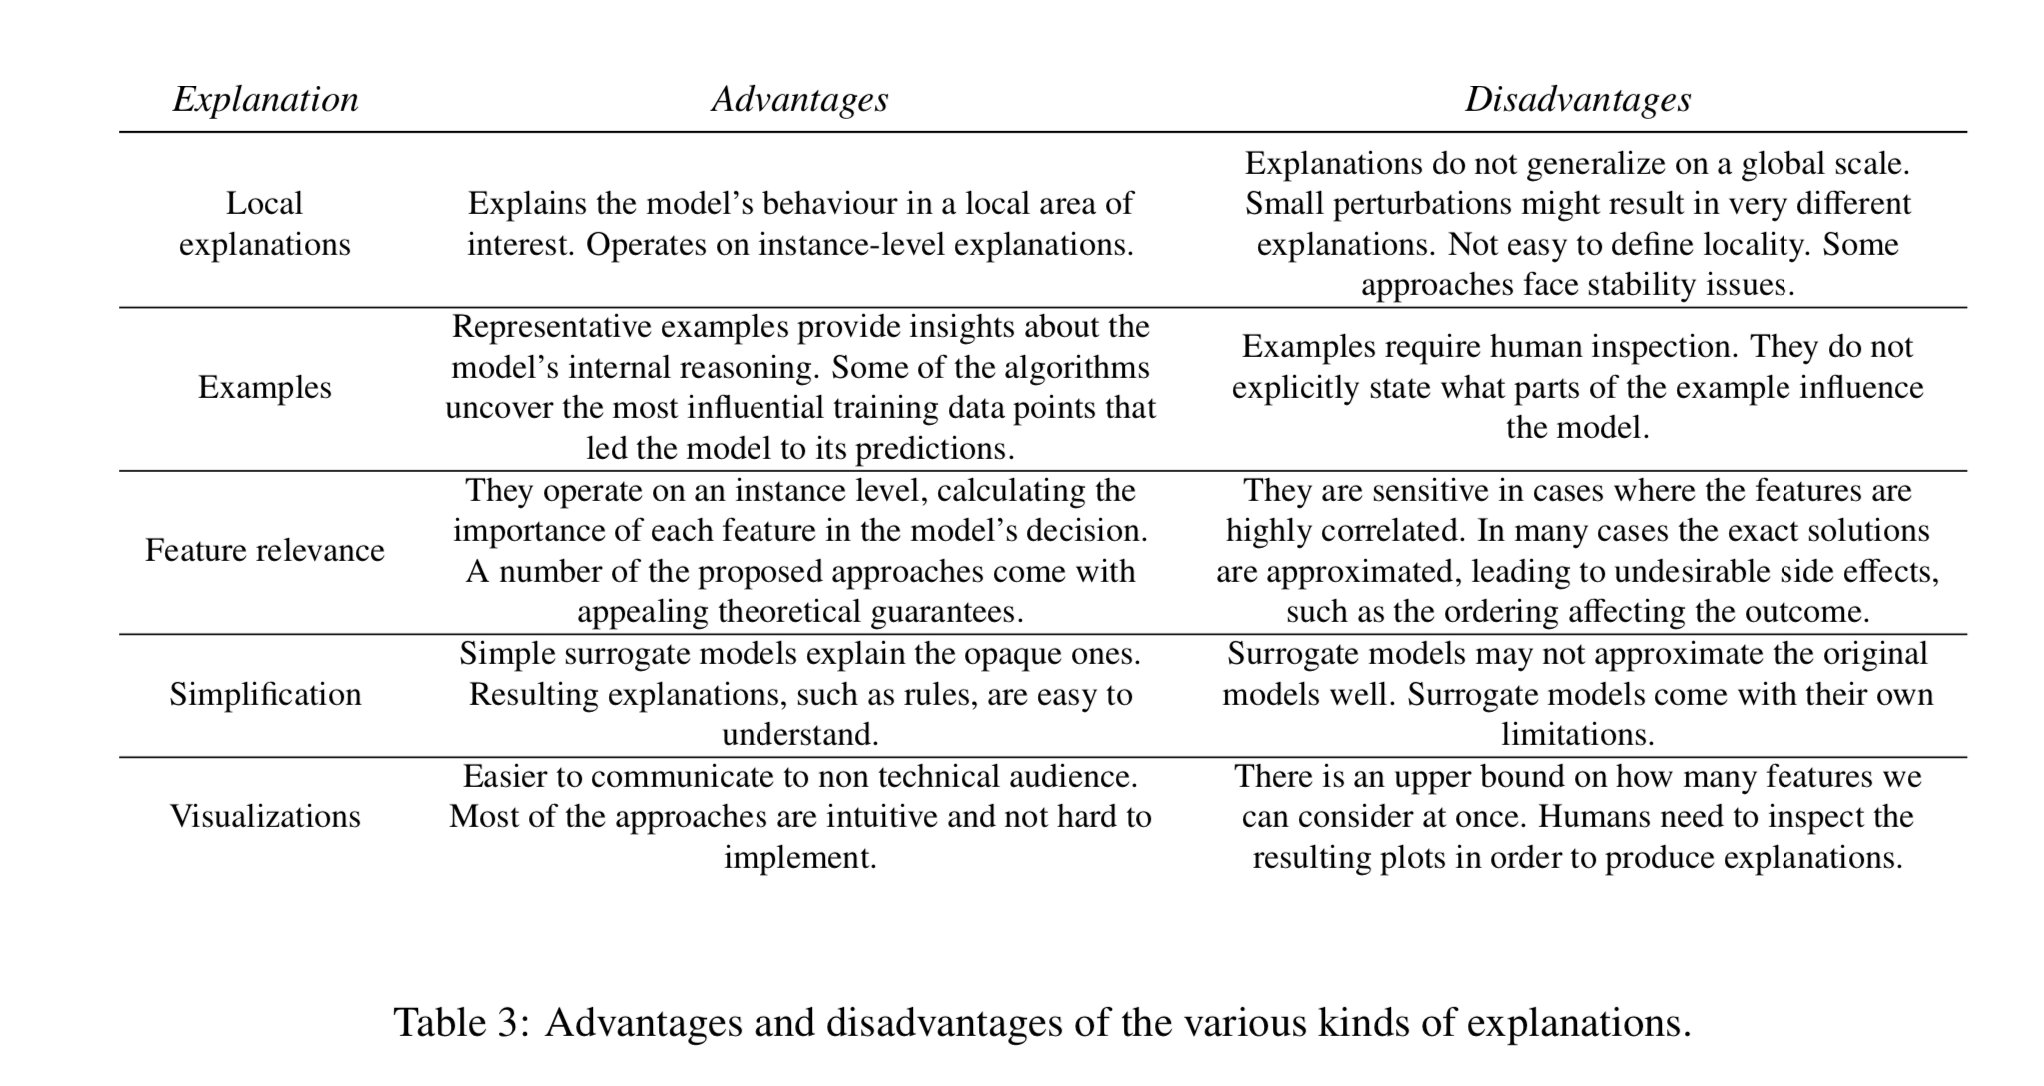 Explanation Advantages Disadvantages
Local
explanations
Explains the model's behaviour in a local area of
interest. Operates on instance-level explanations.
Explanations do not generalize on a global scale.
Small perturbations might result in very different
explanations. Not easy to define locality. Some
approaches face stability issues.
Examples
Representative examples provide insights about the
model's internal reasoning. Some of the algorithms
uncover the most influential training data points that
led the model to its predictions.
Examples require human inspection. They do not
explicitly state what parts of the example influence
the model.
Feature relevance
They operate on an instance level, calculating the
importance of each feature in the model's decision.
A number of the proposed approaches come with
appealing theoretical guarantees.
They are sensitive in cases where the features are
highly correlated. In many cases the exact solutions
are approximated, leading to undesirable side effects,
such as the ordering affecting the outcome.
Simplification
Simple surrogate models explain the opaque ones.
Resulting explanations, such as rules, are easy to
understand.
Surrogate models may not approximate the original
models well. Surrogate models come with their own
limitations.
Visualizations
Easier to communicate to non technical audience.
Most of the approaches are intuitive and not hard to
implement.
There is an upper bound on how many features we
can consider at once. Humans need to inspect the
resulting plots in order to produce explanations.
Table 3: Advantages and disadvantages of the various kinds of explanations.